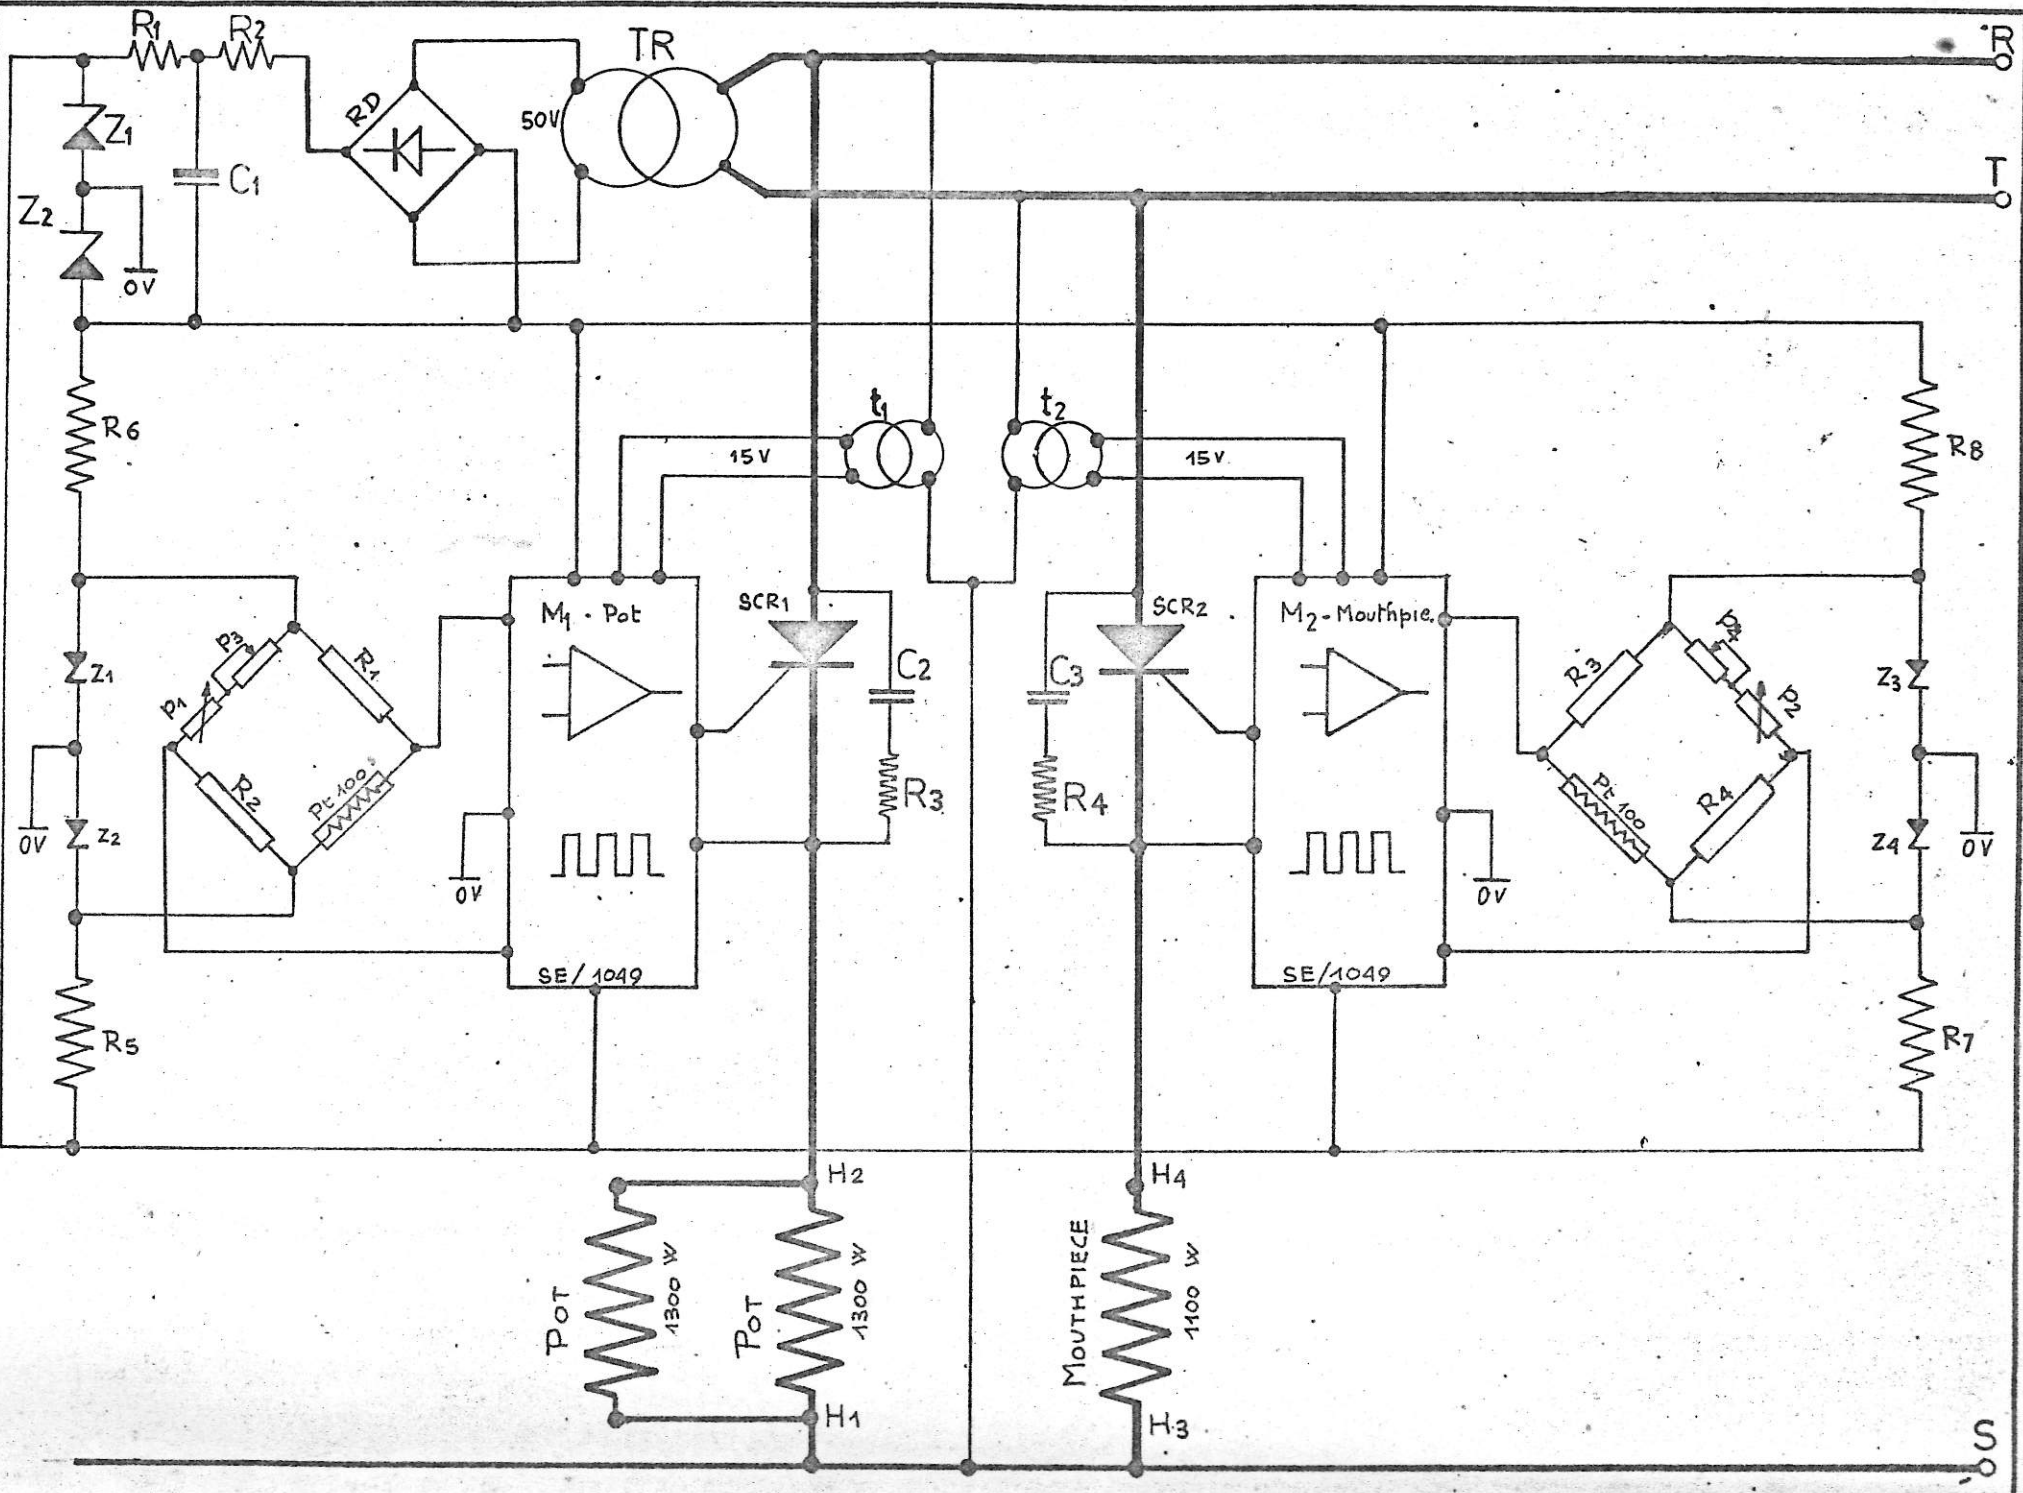 R1
R2
TR
R
RD
50V
Z1
C1
T
Z2
0V
t1
t2
R6
15V
15V
R8
M1 - Pot
SCR1
SCR2
M2 - Mouthpie.
P3
R1
P1
Z1
C2
C3
R3
P4
P2
Z3
R2
Pt 100
R3
R4
Pt 100
R4
0V
Z2
0V
0V
Z4
0V
SE/1049
SE/1049
R5
R7
H2
H4
POT
1300 W
POT
1300 W
MOUTHPIECE
1100 W
H1
H3
S